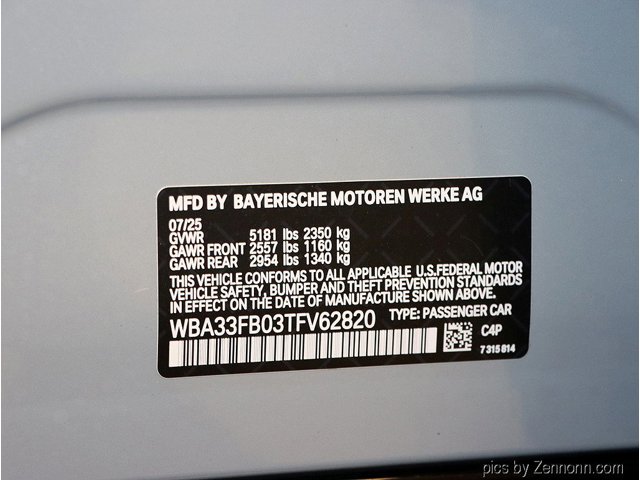 MFD BY BAYERISCHE MOTOREN WERKE AG
07/25
GVWR 5181 lbs 2350 kg
GAWR FRONT 2557 lbs 1160 kg
GAWR REAR 2954 lbs 1340 kg
THIS VEHICLE CONFORMS TO ALL APPLICABLE U.S.FEDERAL MOTOR
VEHICLE SAFETY, BUMPER AND THEFT PREVENTION STANDARDS
IN EFFECT ON THE DATE OF MANUFACTURE SHOWN ABOVE.
WBA33FB03TFV62820 TYPE: PASSENGER CAR
C4P
7315814
pics by Zennonn.com